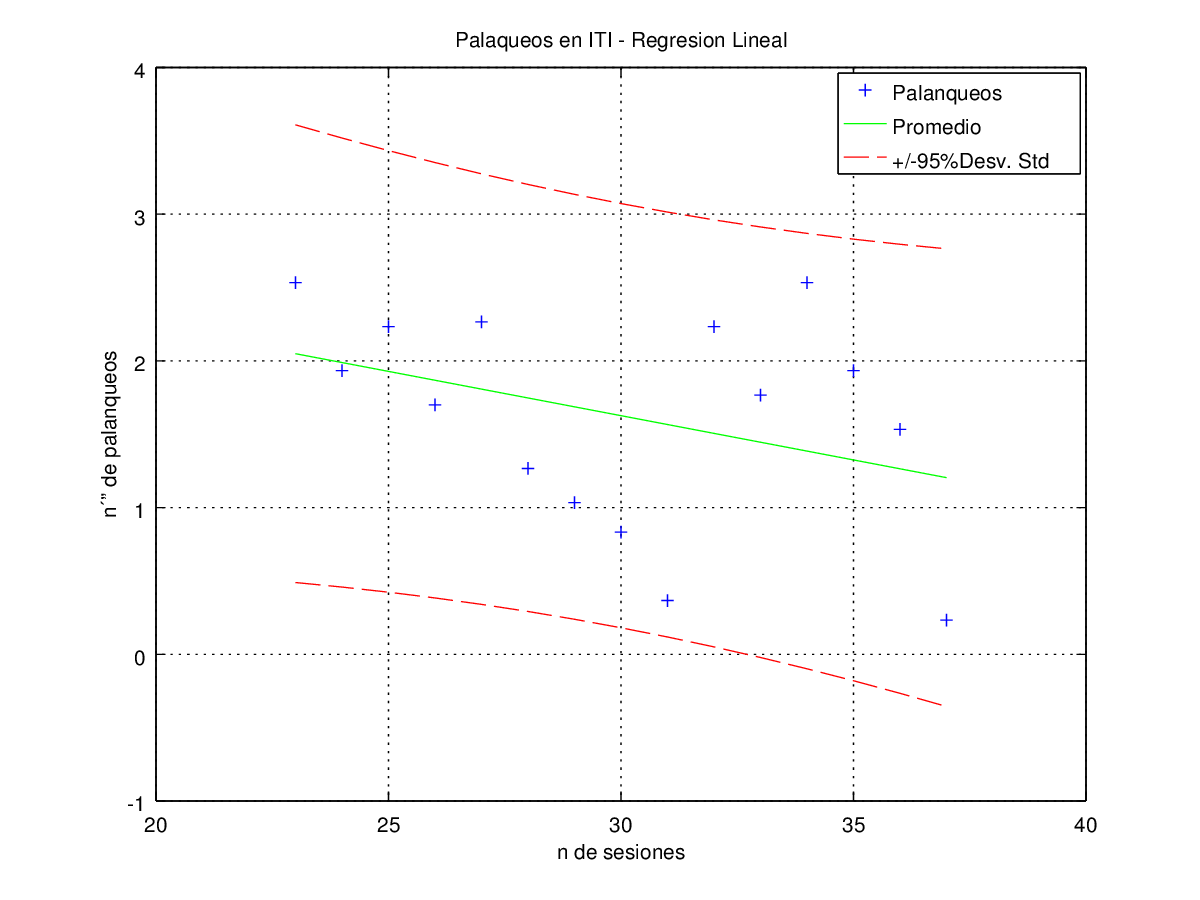 Palaqueos en ITI - Regresion Lineal
4
3
2
1
0
-1
Palanqueos
Promedio
+/-95%Desv. Std
n´” de palanqueos
20
25
30
35
40
n de sesiones